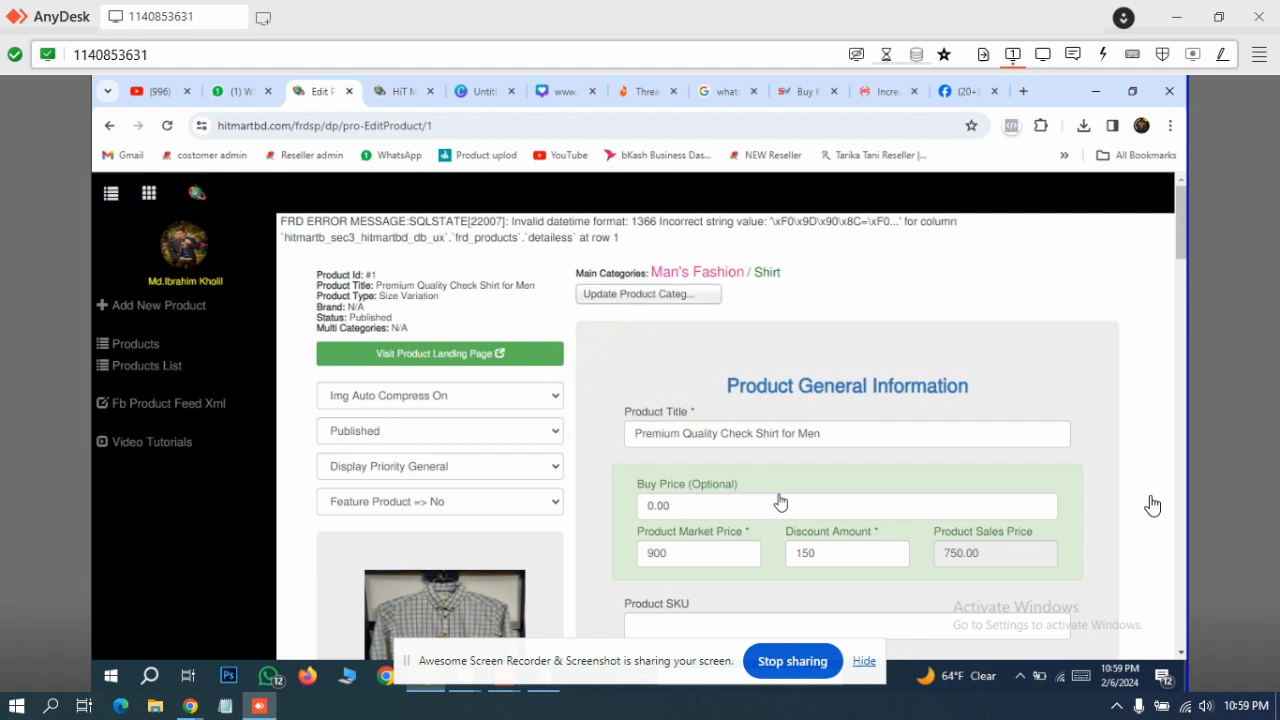 AnyDesk 1140853631
1140853631 1
(996) (1) W Edit P HiT M Untitl www. Threa what Buy K Incre (20+)
hitmartbd.com/frdsp/dp/pro-EditProduct/1
Gmail costomer admin Reseller admin WhatsApp Product uplod YouTube bKash Business Das... NEW Reseller Tarika Tani Reseller |... » All Bookmarks
FRD ERROR MESSAGE:SQLSTATE[22007]: Invalid datetime format: 1366 Incorrect string value: '\xF0\x9D\x90\x8C=\xF0...' for column
`hitmartb_sec3_hitmartbd_db_ux`.`frd_products`.`detailess` at row 1
Md.Ibrahim Kholil
Add New Product
Products
Products List
Fb Product Feed Xml
Video Tutorials
Product Id: #1
Product Title: Premium Quality Check Shirt for Men
Product Type: Size Variation
Brand: N/A
Status: Published
Multi Categories: N/A
Visit Product Landing Page
Img Auto Compress On
Published
Display Priority General
Feature Product => No
Main Categories: Man's Fashion / Shirt
Update Product Categ...
Product General Information
Product Title *
Premium Quality Check Shirt for Men
Buy Price (Optional)
0.00
Product Market Price * Discount Amount * Product Sales Price
900 150 750.00
Product SKU
Activate Windows
Go to Settings to activate Windows.
Awesome Screen Recorder & Screenshot is sharing your screen. Stop sharing Hide
Ps 12 64°F Clear 10:59 PM
2/6/2024 12
10:59 PM